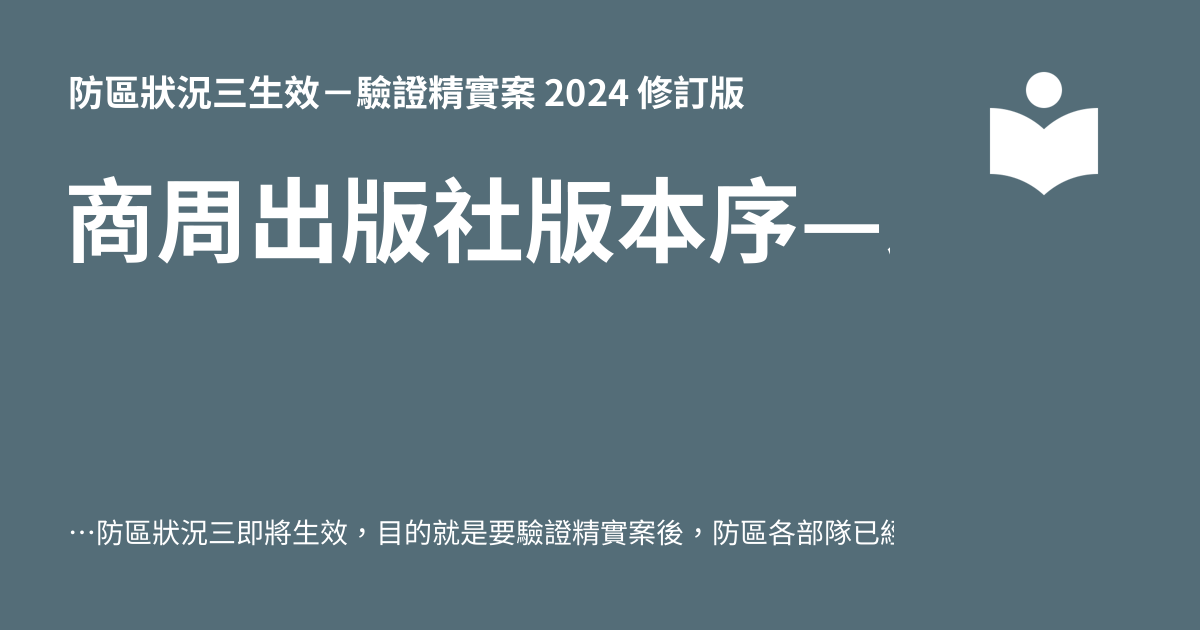 防區狀況三生效－驗證精實案 2024 修訂版
商周出版社版本序—
…防區狀況三即將生效，目的就是要驗證精實案後，防區各部隊已